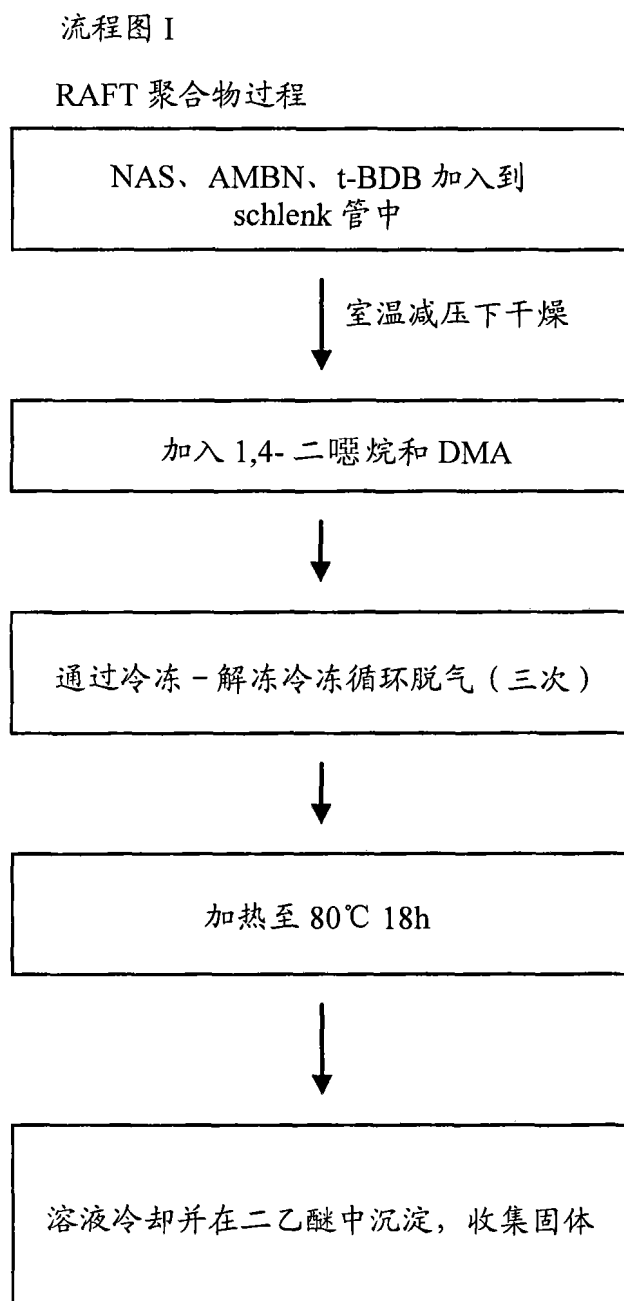 流程图 I
RAFT 聚合物过程
NAS、AMBN、t-BDB 加入到
schlenk 管中
室温减压下干燥
加入 1,4- 二噁烷和 DMA
通过冷冻－解冻冷冻循环脱气（三次）
加热至 80℃ 18h
溶液冷却并在二乙醚中沉淀，收集固体